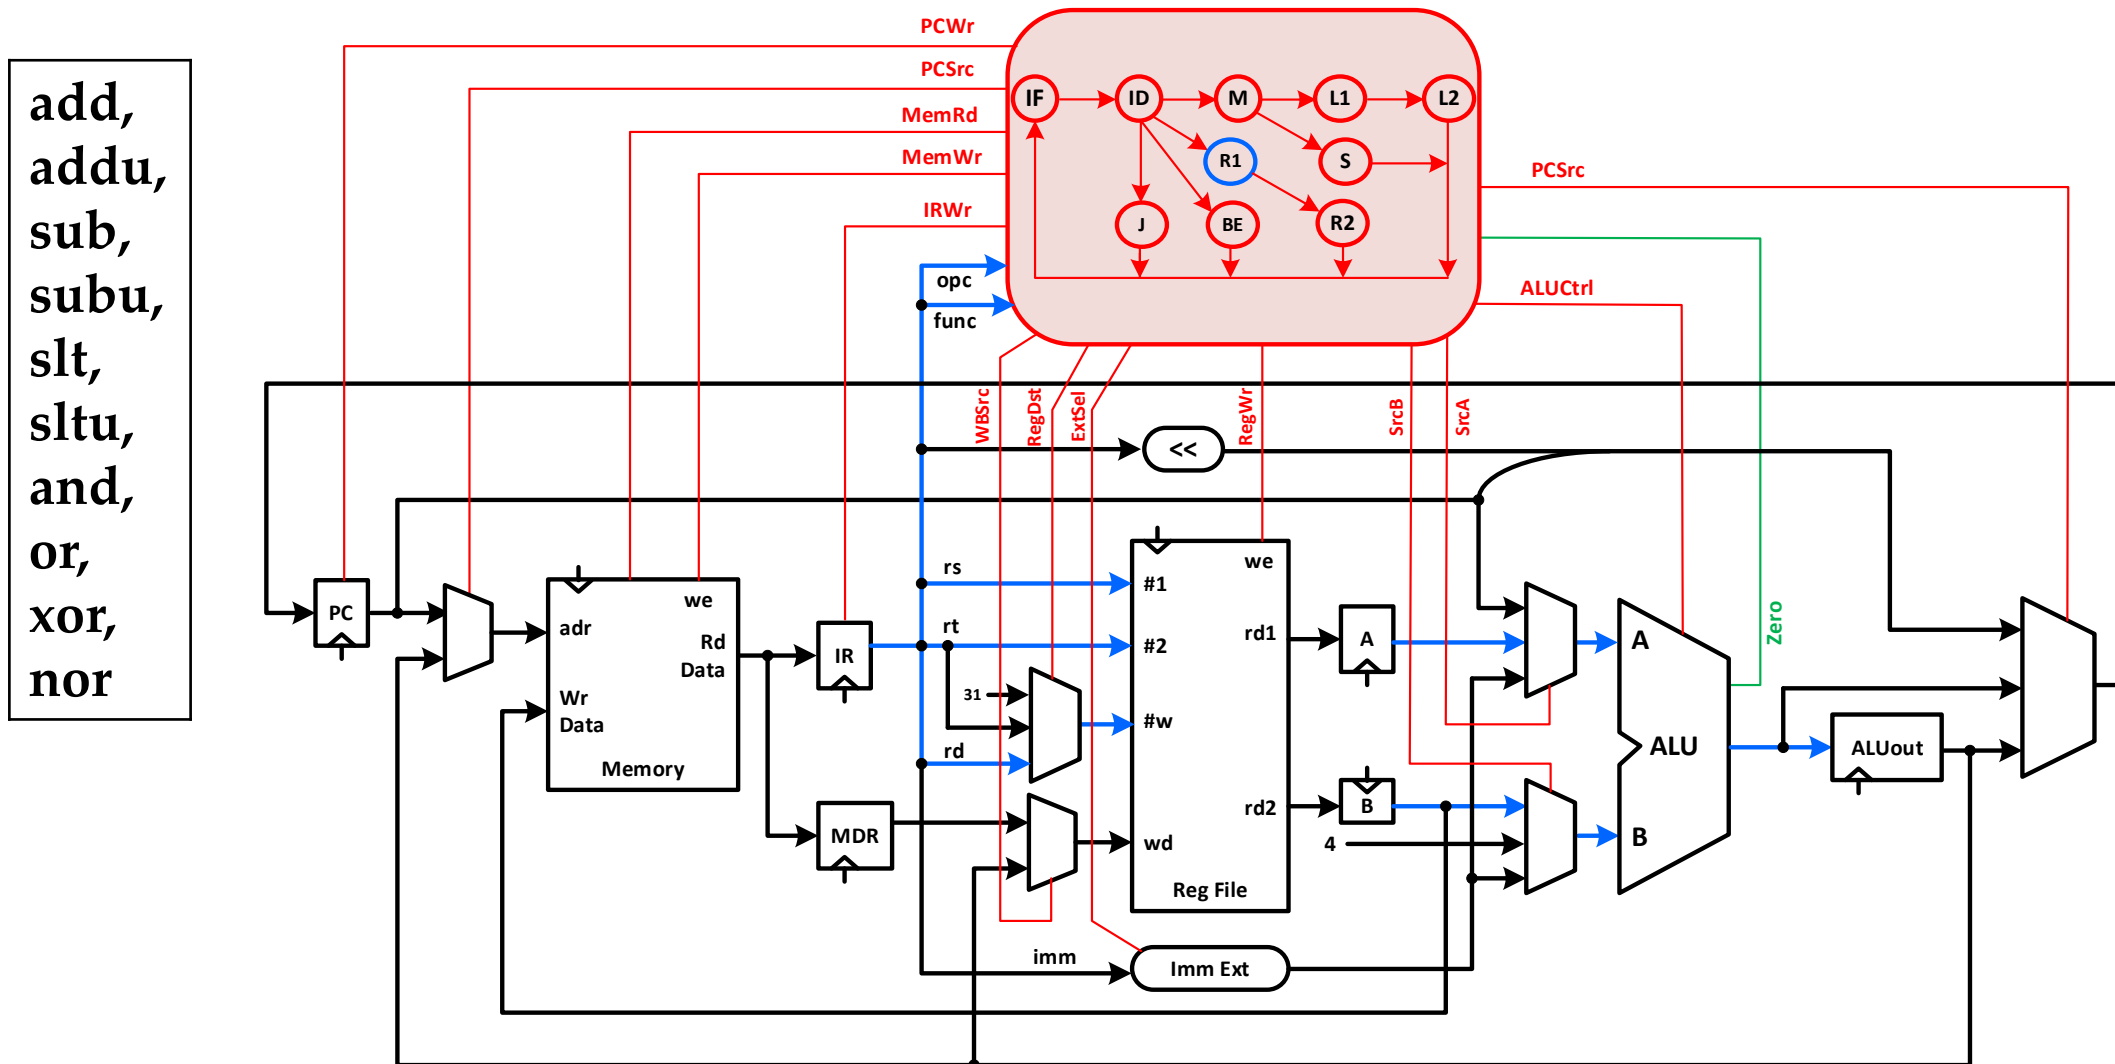 add,
addu,
sub,
subu,
slt,
sltu,
and,
or,
xor,
nor
PCWr
PCSrc
MemRd
MemWr
IRWr
opc
func
IF
ID
M
L1
L2
R1
S
J
BE
R2
PCSrc
ALUCtrl
WBSrc
RegDst
ExtSel
RegWr
SrcB
SrcA
Zero
<<
PC
adr
we
Rd
Data
Wr
Data
Memory
IR
MDR
rs
rt
31
rd
imm
#1
#2
#w
wd
we
rd1
rd2
Reg File
Imm Ext
A
B
4
A
B
ALU
ALUout